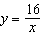 y = 16/x